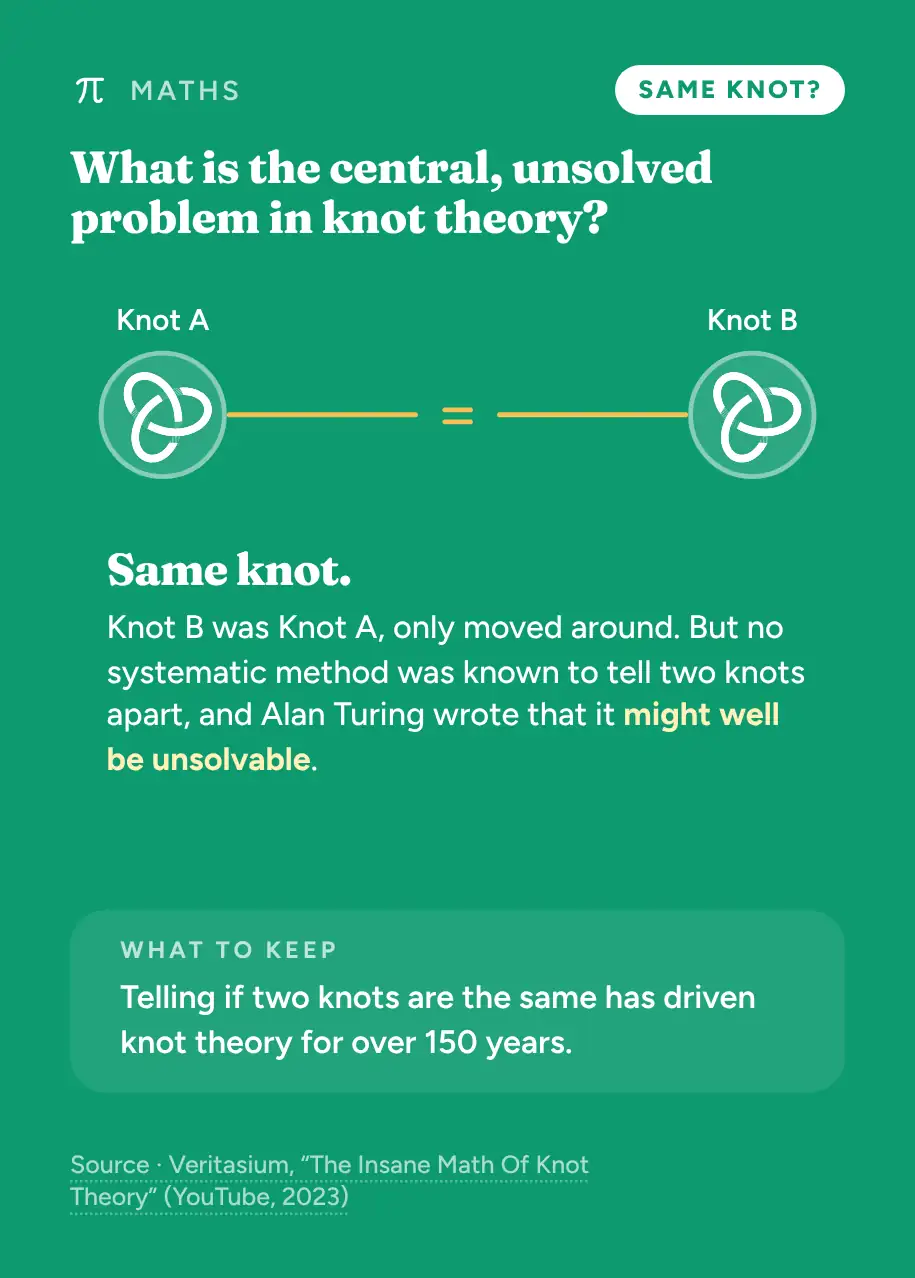 π MATHS
SAME KNOT?
What is the central, unsolved
problem in knot theory?
Knot A
Knot B
=
Same knot.
Knot B was Knot A, only moved around. But no
systematic method was known to tell two knots
apart, and Alan Turing wrote that it might well
be unsolvable.
WHAT TO KEEP
Telling if two knots are the same has driven
knot theory for over 150 years.
Source · Veritasium, “The Insane Math Of Knot
Theory” (YouTube, 2023)